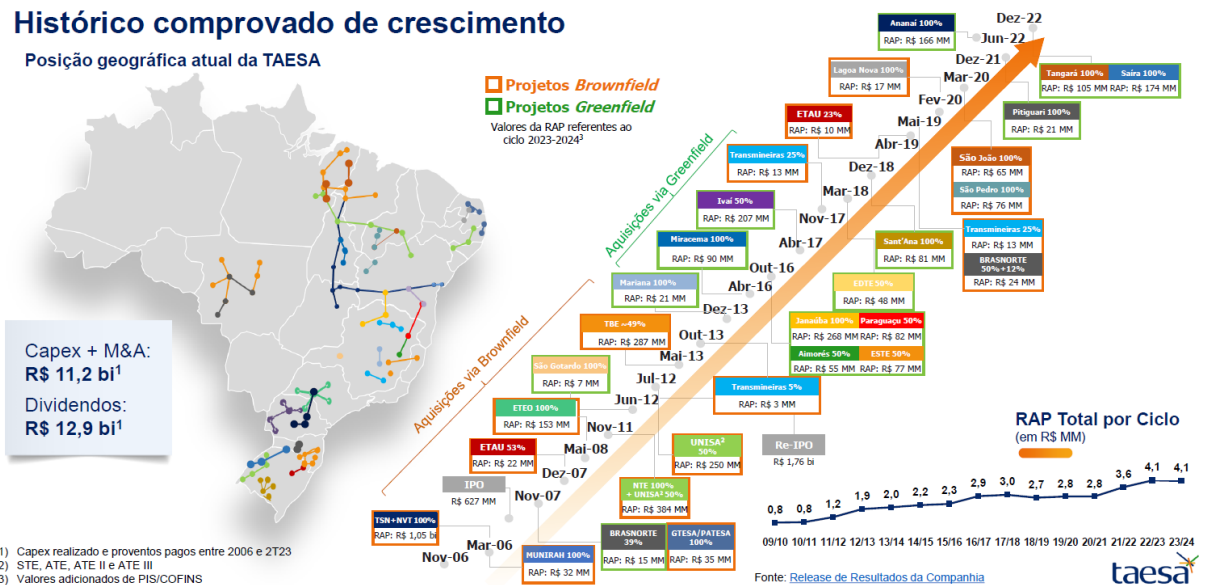 Histórico comprovado de crescimento
Posição geográfica atual da TAESA
Projetos Brownfield
Projetos Greenfield
Valores da RAP referentes ao
ciclo 2023-2024³
Capex + M&A:
R$ 11,2 bi¹
Dividendos:
R$ 12,9 bi¹
Aquisições via Brownfield
Aquisições via Greenfield
TSN+NVT 100%
RAP: R$ 1,05 bi
Nov-06
Mar-06
MUNIRAH 100%
RAP: R$ 32 MM
IPO
R$ 627 MM
Nov-07
BRASNORTE
39%
RAP: R$ 15 MM
GTESA/PATESA
100%
RAP: R$ 35 MM
ETAU 53%
RAP: R$ 22 MM
Dez-07
Mai-08
ETEO 100%
RAP: R$ 153 MM
Nov-11
NTE 100%
+ UNISA² 50%
RAP: R$ 384 MM
São Gotardo 100%
RAP: R$ 7 MM
Jun-12
Jul-12
UNISA²
50%
RAP: R$ 250 MM
Re-IPO
R$ 1,76 bi
TBE ~49%
RAP: R$ 287 MM
Mai-13
Out-13
Transmineiras 5%
RAP: R$ 3 MM
Mariana 100%
RAP: R$ 21 MM
Dez-13
Abr-16
Miracema 100%
RAP: R$ 90 MM
Out-16
EDTE 50%
RAP: R$ 48 MM
Janaúba 100%
RAP: R$ 268 MM
Paraguaçu 50%
RAP: R$ 82 MM
Aimorés 50%
RAP: R$ 55 MM
ESTE 50%
RAP: R$ 77 MM
Ivaí 50%
RAP: R$ 207 MM
Abr-17
Nov-17
Transmineiras 25%
RAP: R$ 13 MM
Mar-18
Sant'Ana 100%
RAP: R$ 81 MM
Dez-18
Transmineiras 25%
RAP: R$ 13 MM
BRASNORTE
50%+12%
RAP: R$ 24 MM
ETAU 23%
RAP: R$ 10 MM
Abr-19
Mai-19
Fev-20
São João 100%
RAP: R$ 65 MM
São Pedro 100%
RAP: R$ 76 MM
Lagoa Nova 100%
RAP: R$ 17 MM
Mar-20
Dez-21
Pitiguari 100%
RAP: R$ 21 MM
Ananaí 100%
RAP: R$ 166 MM
Jun-22
Dez-22
Tangará 100%
RAP: R$ 105 MM
Saíra 100%
RAP: R$ 174 MM
RAP Total por Ciclo
(em R$ MM)
0,8 0,8 1,2 1,9 2,0 2,2 2,3 2,9 3,0 2,7 2,8 2,8 3,6 4,1 4,1
09/10 10/11 11/12 12/13 13/14 14/15 15/16 16/17 17/18 18/19 19/20 20/21 21/22 22/23 23/24
1) Capex realizado e proventos pagos entre 2006 e 2T23
2) STE, ATE, ATE II e ATE III
3) Valores adicionados de PIS/COFINS
Fonte: Release de Resultados da Companhia
taesa